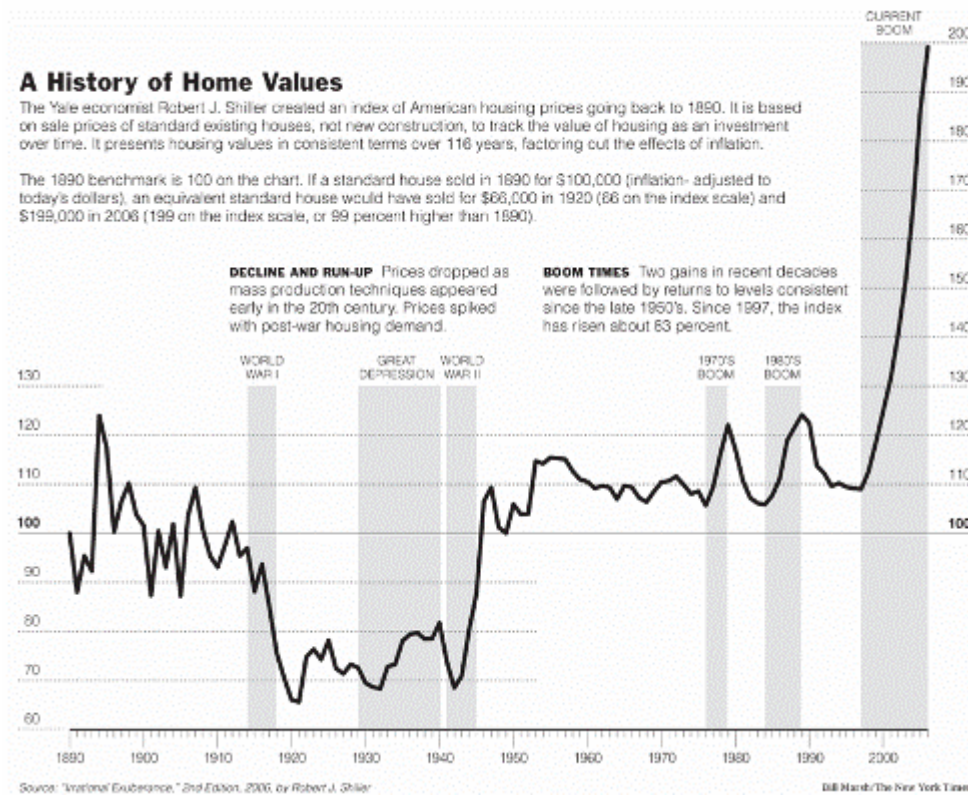 CURRENT
BOOM
200
A History of Home Values
190
The Yale economist Robert J. Shiller created an index of American housing prices going back to 1890. It is based
on sale prices of standard existing houses, not new construction, to track the value of housing as an investment
over time. It presents housing values in consistent terms over 116 years, factoring out the effects of inflation.
180
The 1890 benchmark is 100 on the chart. If a standard house sold in 1890 for $100,000 (inflation- adjusted to
today's dollars), an equivalent standard house would have sold for $66,000 in 1920 (66 on the index scale) and
$199,000 in 2006 (199 on the index scale, or 99 percent higher than 1890).
170
160
DECLINE AND RUN-UP Prices dropped as
mass production techniques appeared
early in the 20th century. Prices spiked
with post-war housing demand.
BOOM TIMES Two gains in recent decades
were followed by returns to levels consistent
since the late 1950's. Since 1997, the index
has risen about 83 percent.
150
140
WORLD
WAR I
GREAT
DEPRESSION
WORLD
WAR II
1970'S
BOOM
1980'S
BOOM
130
130
120
120
110
110
100
100
90
80
70
60
1890 1900 1910 1920 1930 1940 1950 1960 1970 1980 1990 2000
Source: "Irrational Exuberance," 2nd Edition, 2006, by Robert J. Shiller
Bill Marsh/The New York Times